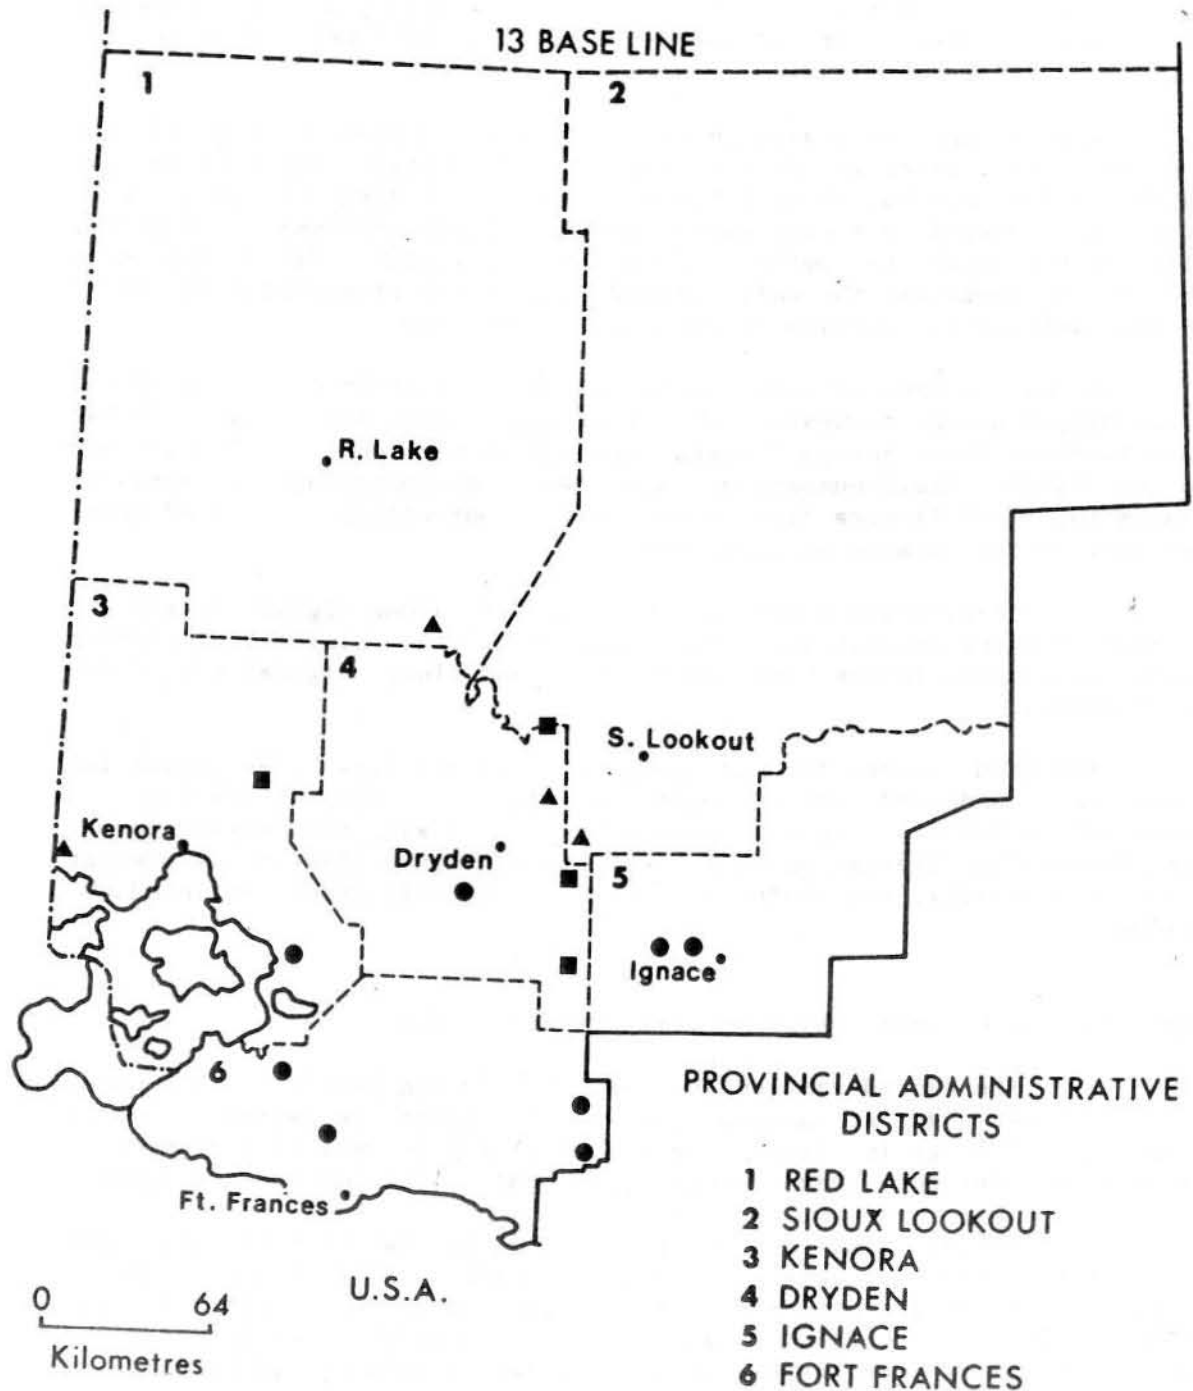 13 BASE LINE
1
2
R. Lake
3
4
S. Lookout
Kenora
Dryden
5
Ignace
6
Ft. Frances
U.S.A.
0 64
Kilometres
PROVINCIAL ADMINISTRATIVE
DISTRICTS
1 RED LAKE
2 SIOUX LOOKOUT
3 KENORA
4 DRYDEN
5 IGNACE
6 FORT FRANCES